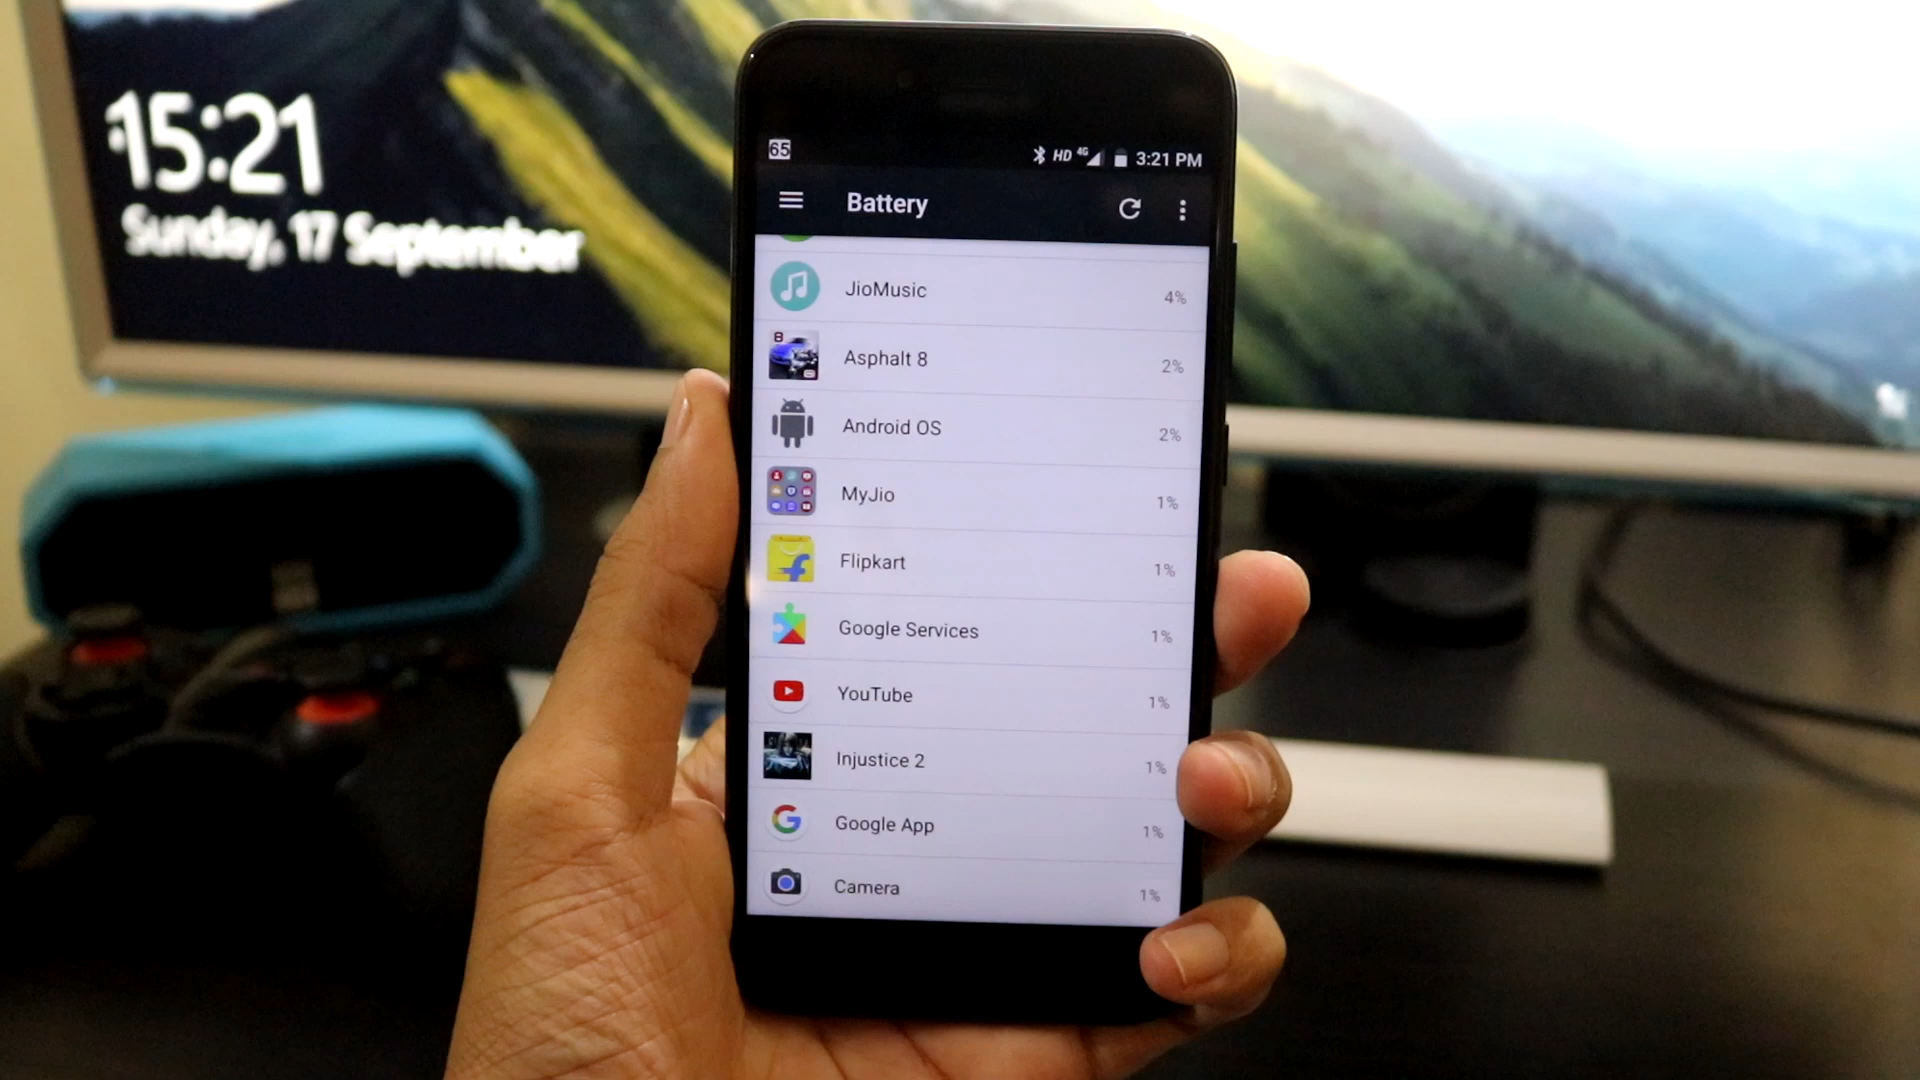 15:21
Sunday, 17 September
65
HD 4G 3:21 PM
Battery
JioMusic 4%
Asphalt 8 2%
Android OS 2%
MyJio 1%
Flipkart 1%
Google Services 1%
YouTube 1%
Injustice 2 1%
Google App 1%
Camera 1%